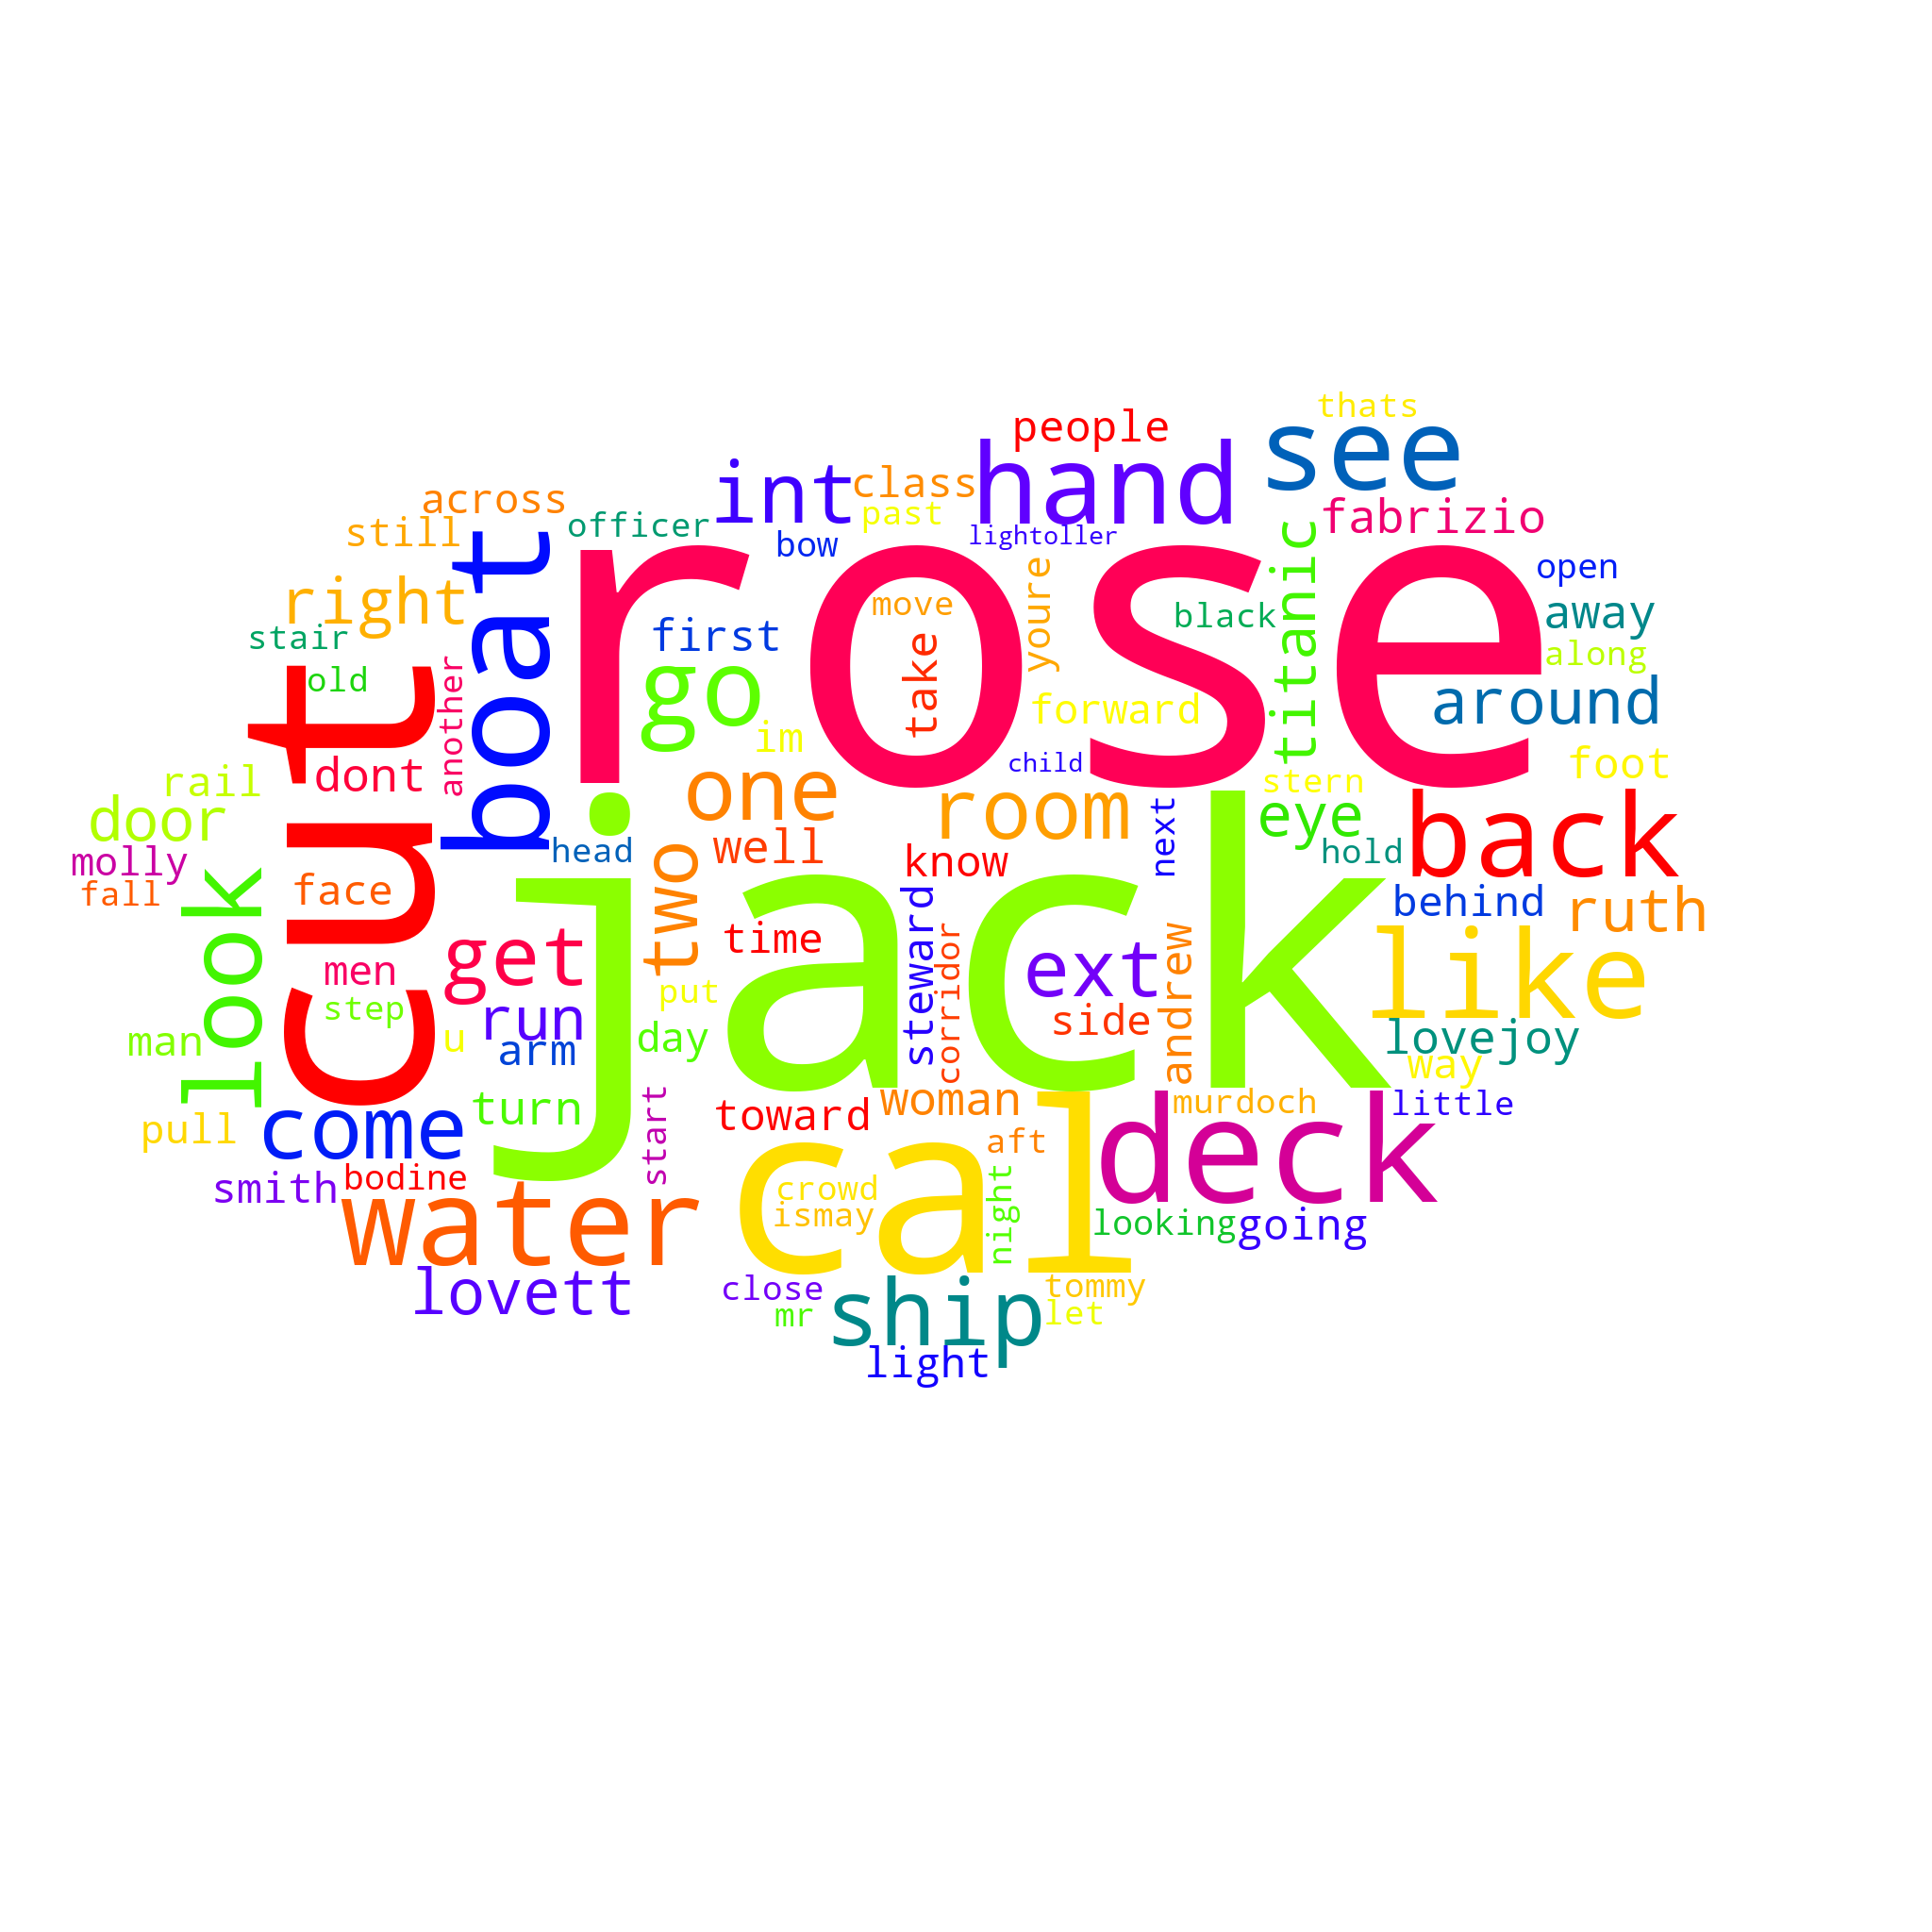 thats
people
see
hand
int
class
across
fabrizio
past
officer
still
lightoller
bow
boat
rose
titanic
open
right
move
youre
black
away
stair
first
take
along
old
another
go
forward
around
cut
im
child
dont
foot
rail
stern
door
one
room
next
eye
back
molly
head
two
well
know
hold
fall
face
look
jack
steward
behind
ruth
get
time
corridor
ext
andrew
like
men
put
step
run
side
man
u
arm
day
lovejoy
way
pull
come
turn
start
toward
woman
cal
murdoch
little
deck
aft
smith
bodine
water
crowd
ismay
night
looking
going
lovett
close
mr
ship
tommy
let
light